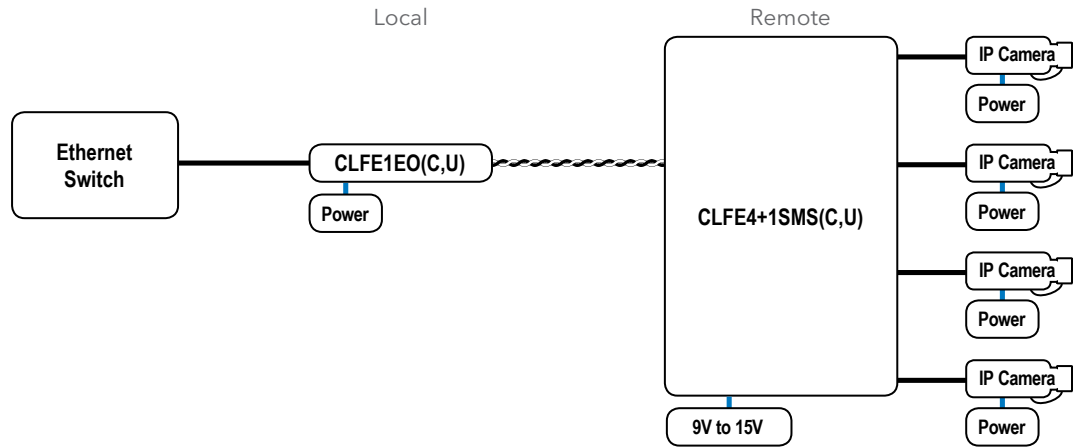 Local
Remote
IP Camera
Power
Ethernet
Switch
CLFE1EO(C,U)
Power
IP Camera
Power
CLFE4+1SMS(C,U)
IP Camera
Power
IP Camera
Power
9V to 15V